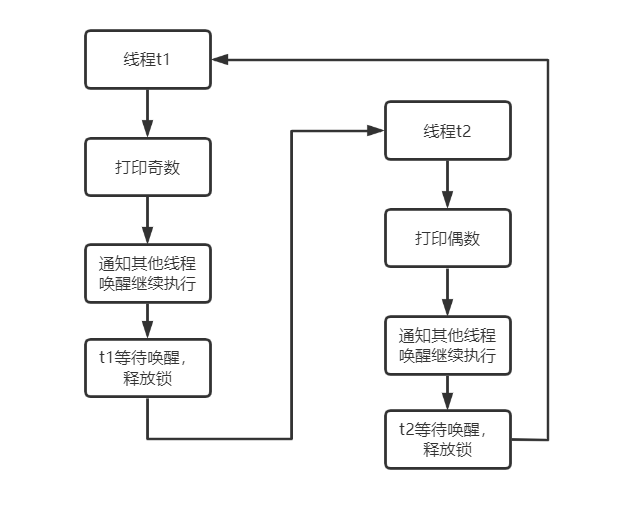 线程t1
打印奇数
通知其他线程
唤醒继续执行
t1等待唤醒，
释放锁
线程t2
打印偶数
通知其他线程
唤醒继续执行
t2等待唤醒，
释放锁